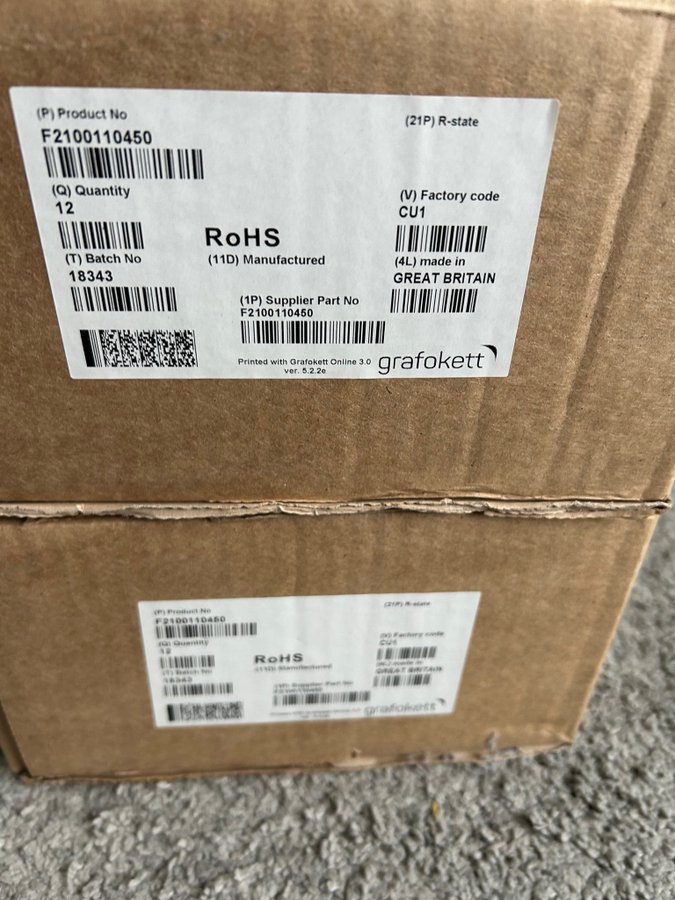 (P) Product No
F2100110450
(21P) R-state
(Q) Quantity
12
(V) Factory code
CU1
RoHS
(T) Batch No
18343
(11D) Manufactured
(4L) made in
GREAT BRITAIN
(1P) Supplier Part No
F2100110450
Printed with Grafokett Online 3.0
ver. 5.2.2e
grafokett
(P) Product No
F2100110450
(21P) R-state
(Q) Quantity
12
(V) Factory code
CU1
RoHS
(T) Batch No
18343
(11D) Manufactured
(4L) made in
GREAT BRITAIN
(1P) Supplier Part No
F2100110450
grafokett